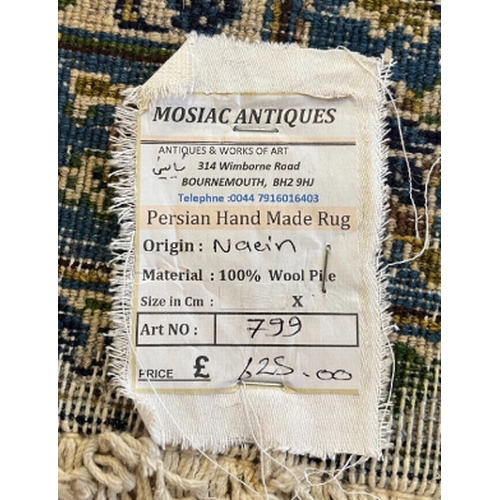 MOSIAC ANTIQUES
ANTIQUES & WORKS OF ART
314 Wimborne Road
BOURNEMOUTH, BH2 9HJ
Telephne :0044 7916016403
Persian Hand Made Rug
Origin : Naein
Material : 100% Wool Pile
Size in Cm : X
Art NO : 799
PRICE £ 625.00